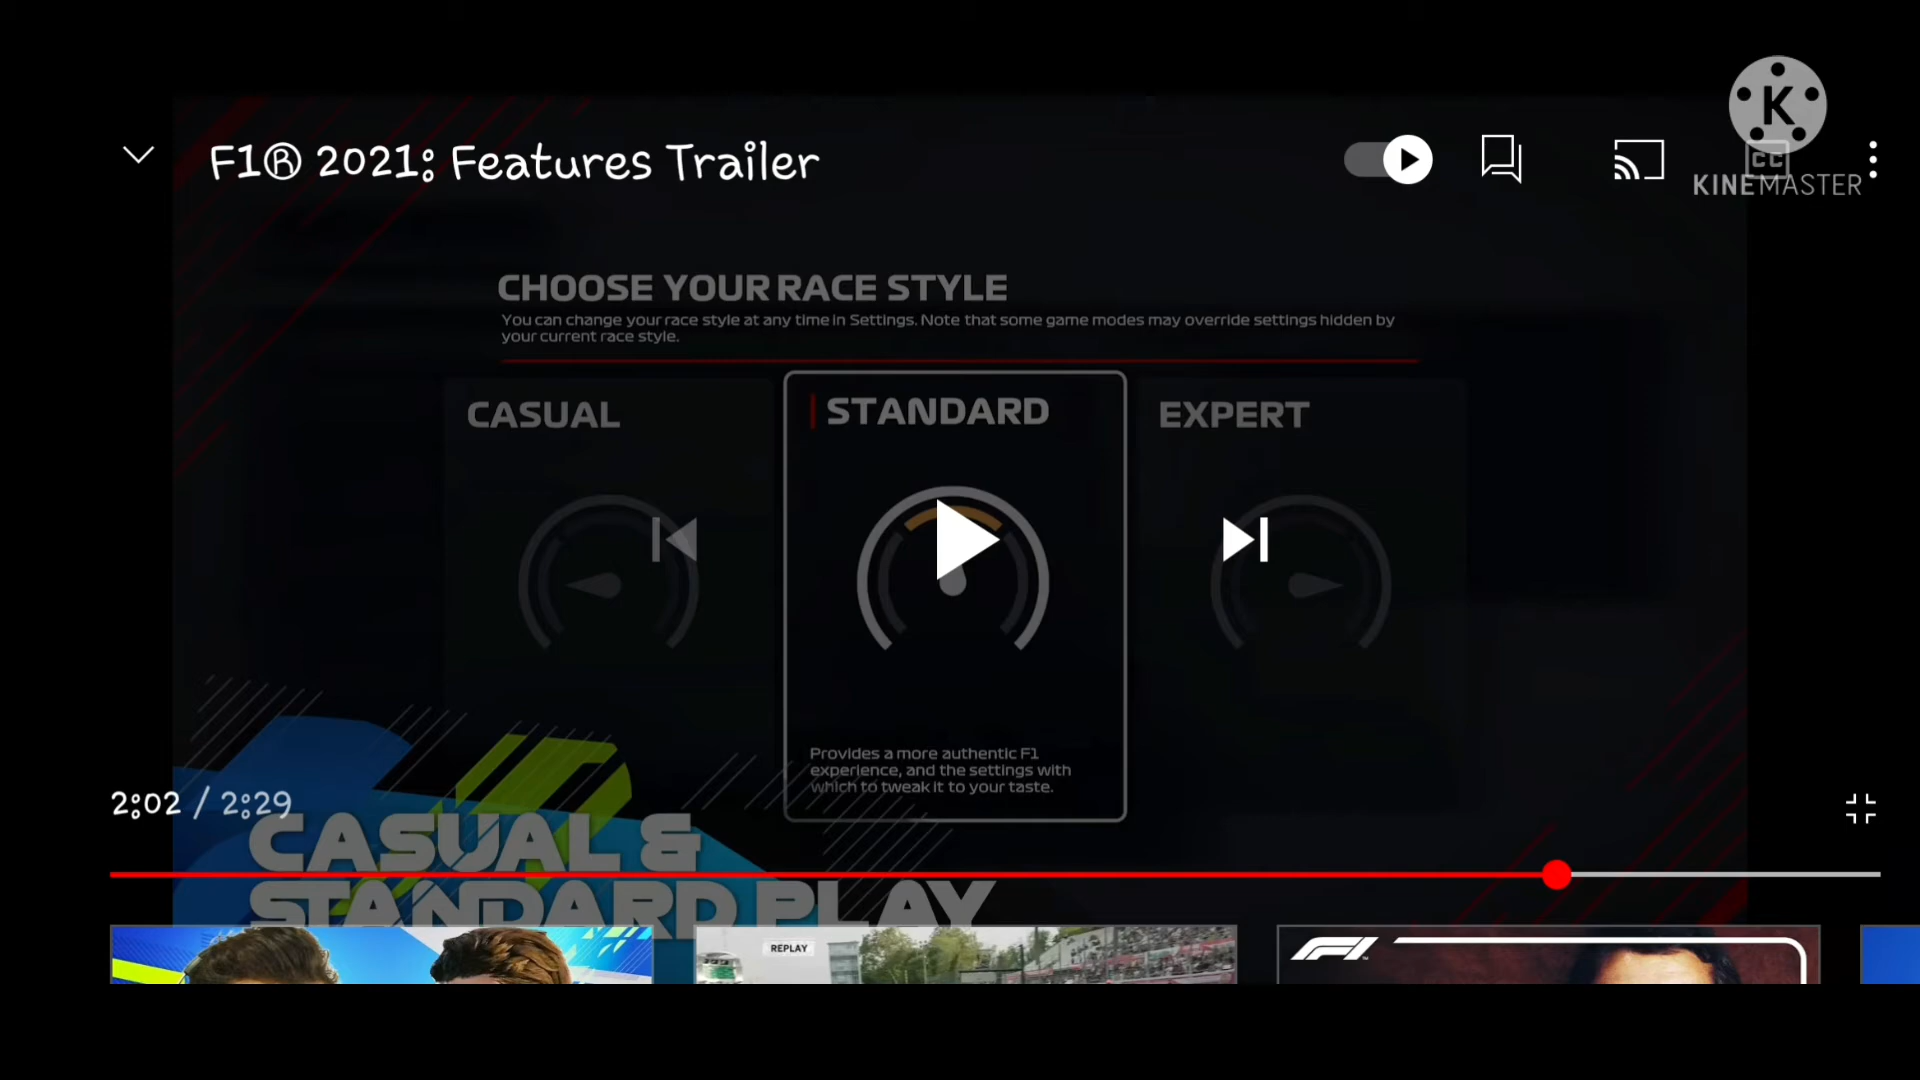 F1® 2021: Features Trailer
K
CC
KINEMASTER
CHOOSE YOUR RACE STYLE
You can change your race style at any time in Settings. Note that some game modes may override settings hidden by
your current race style.
CASUAL
STANDARD
EXPERT
Provides a more authentic F1
experience, and the settings with
which to tweak it to your taste.
2:02 / 2:29
CASUAL &
STANDARD PLAY
REPLAY
F1